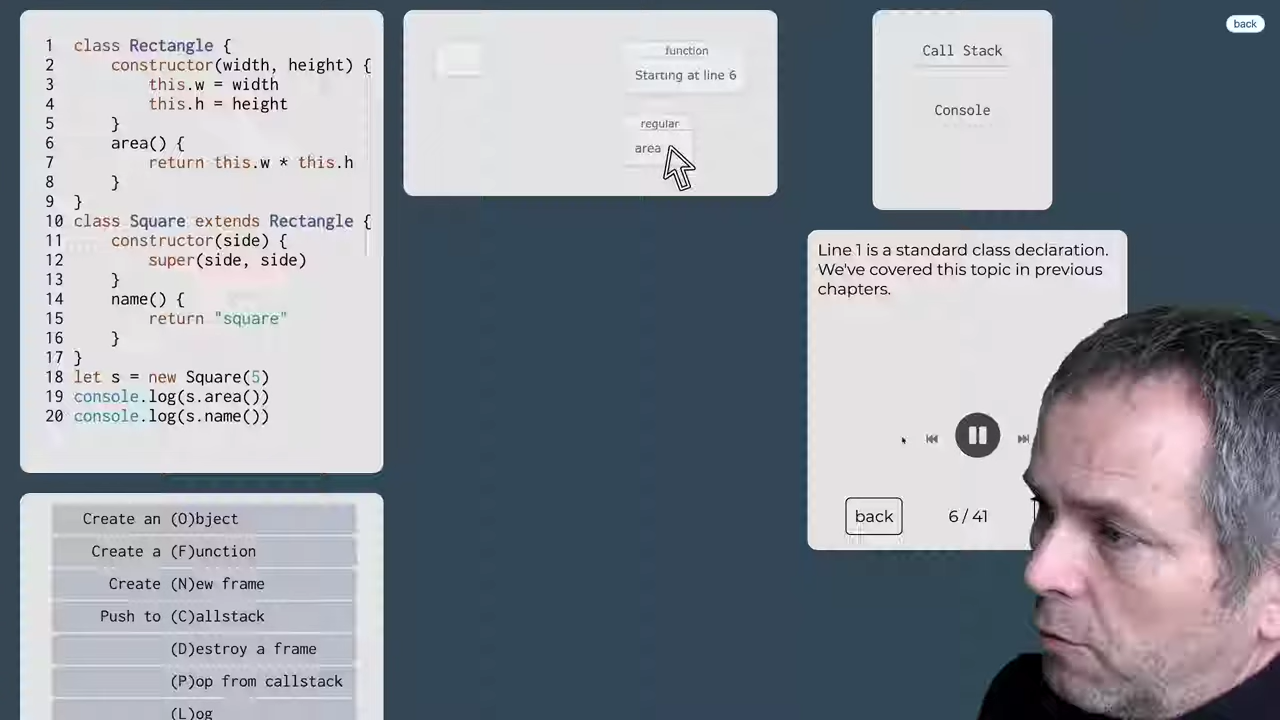 1 class Rectangle {
2 constructor(width, height) {
3 this.w = width
4 this.h = height
5 }
6 area() {
7 return this.w * this.h
8 }
9 }
10 class Square extends Rectangle {
11 constructor(side) {
12 super(side, side)
13 }
14 name() {
15 return "square"
16 }
17 }
18 let s = new Square(5)
19 console.log(s.area())
20 console.log(s.name())
Create an (O)bject
Create a (F)unction
Create (N)ew frame
Push to (C)allstack
(D)estroy a frame
(P)op from callstack
(L)og
function
Starting at line 6
regular
area
Call Stack
Console
back
Line 1 is a standard class declaration.
We've covered this topic in previous
chapters.
back
6 / 41